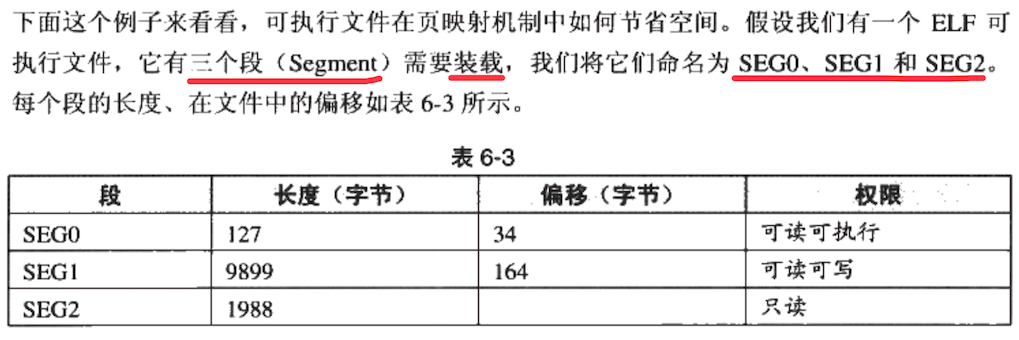 下面这个例子来看看，可执行文件在页映射机制中如何节省空间。假设我们有一个 ELF 可
执行文件，它有三个段（Segment）需要装载，我们将它们命名为 SEG0、SEG1 和 SEG2。
每个段的长度、在文件中的偏移如表 6-3 所示。
表 6-3
段 长度（字节） 偏移（字节） 权限
SEG0 127 34 可读可执行
SEG1 9899 164 可读可写
SEG2 1988 只读